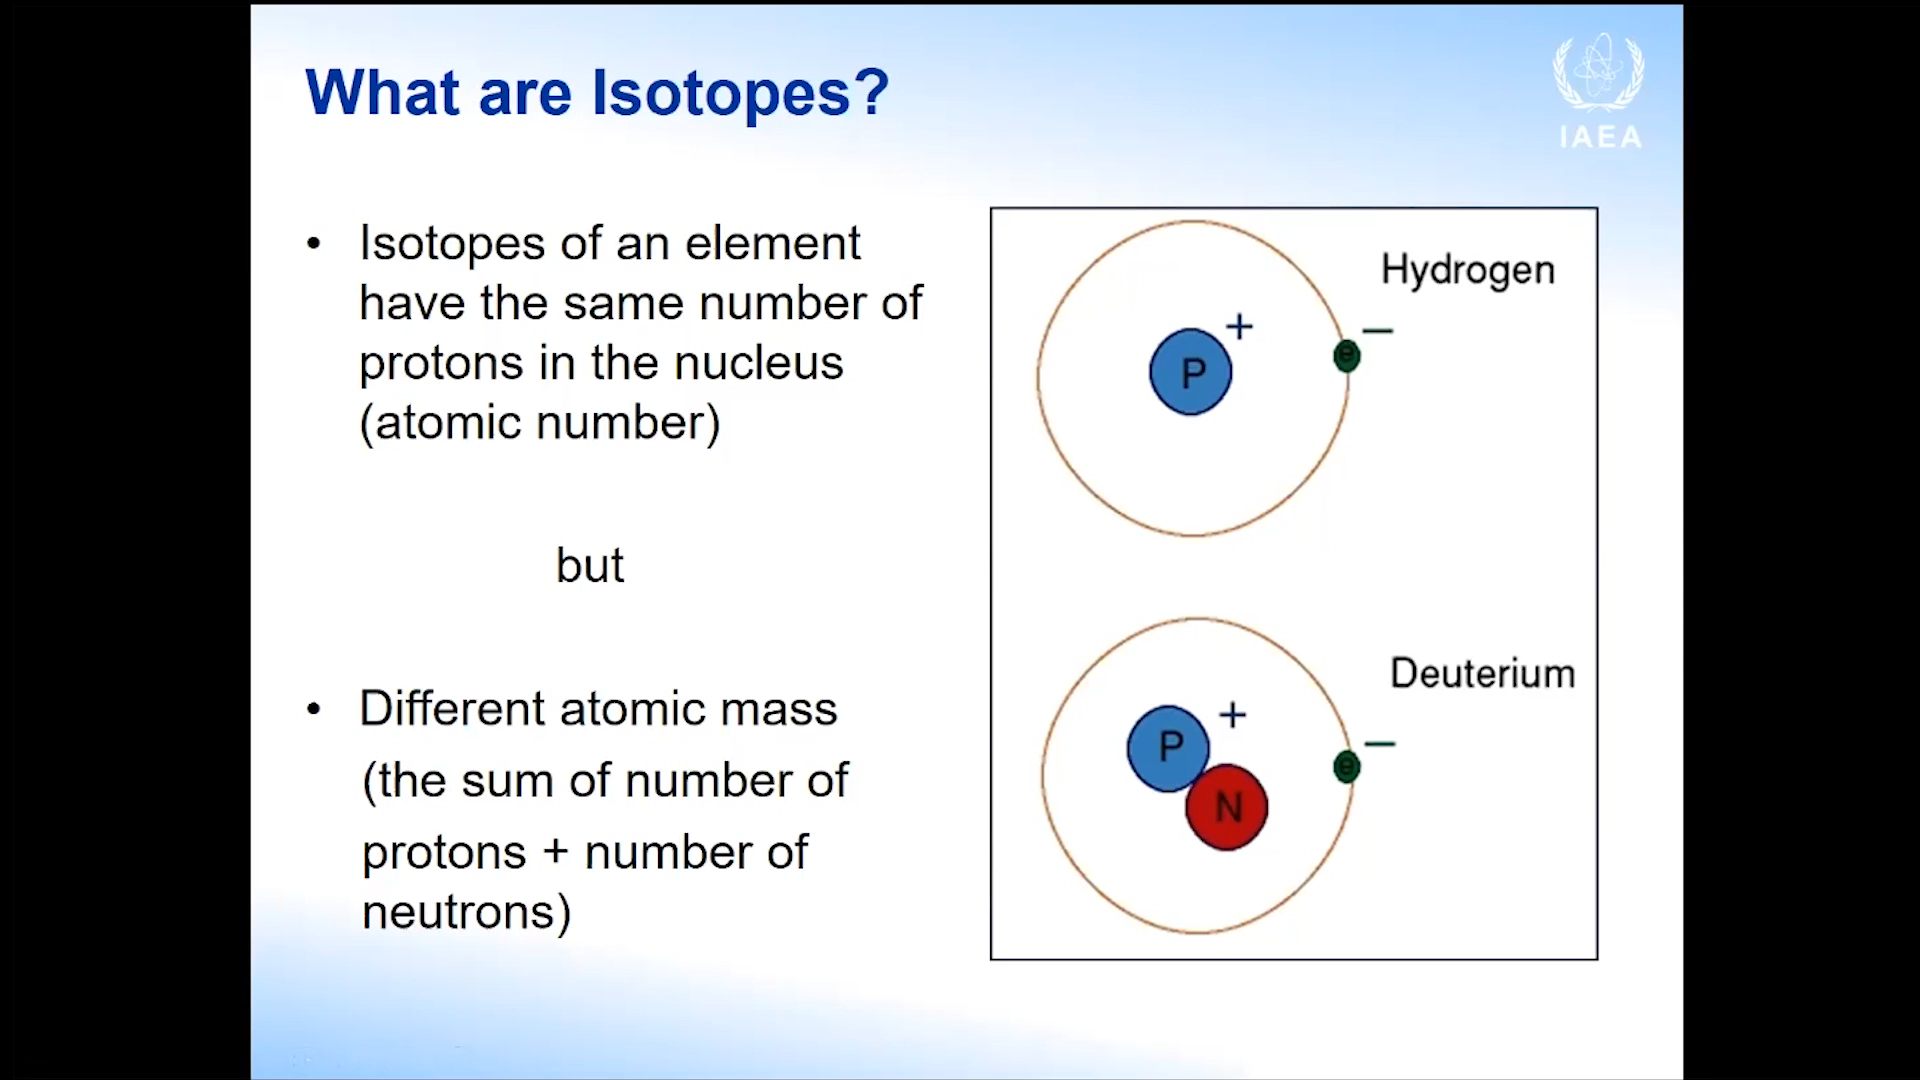 What are Isotopes?
IAEA
• Isotopes of an element
have the same number of
protons in the nucleus
(atomic number)
but
• Different atomic mass
(the sum of number of
protons + number of
neutrons)
Hydrogen
+
−
P
e
Deuterium
+
−
P
e
N